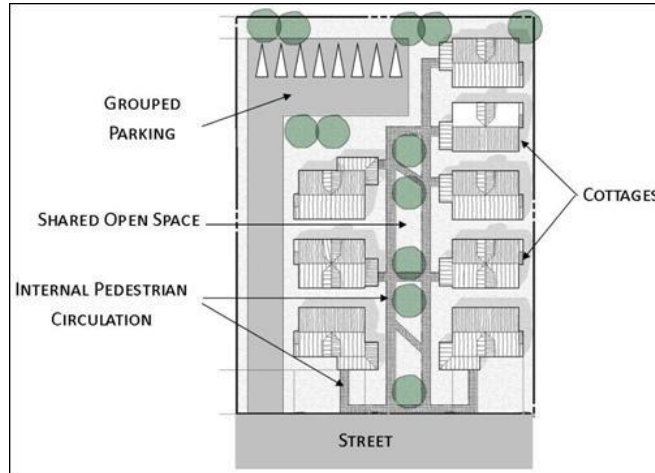 GROUPED
PARKING
SHARED OPEN SPACE
COTTAGES
INTERNAL PEDESTRIAN
CIRCULATION
STREET